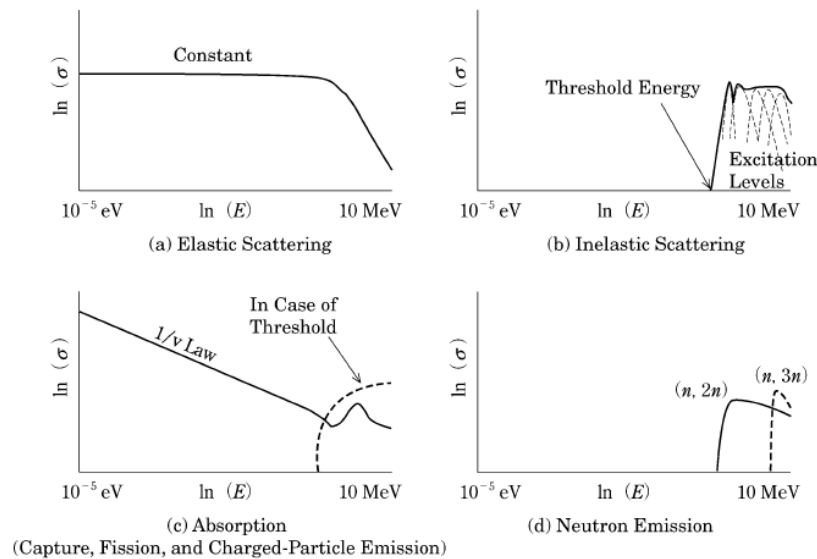 Constant
ln (σ)
10⁻⁵ eV ln (E) 10 MeV
(a) Elastic Scattering
Threshold Energy
Excitation
Levels
ln (σ)
10⁻⁵ eV ln (E) 10 MeV
(b) Inelastic Scattering
In Case of
Threshold
1/v Law
ln (σ)
10⁻⁵ eV ln (E) 10 MeV
(c) Absorption
(Capture, Fission, and Charged-Particle Emission)
(n, 3n)
(n, 2n)
ln (σ)
10⁻⁵ eV ln (E) 10 MeV
(d) Neutron Emission